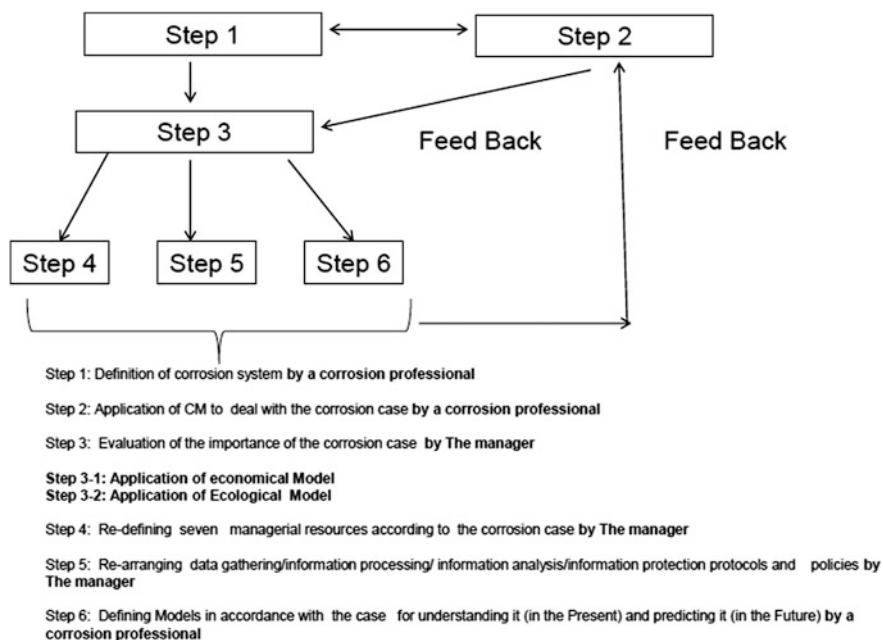 Step 1
Step 2
Step 3
Feed Back
Feed Back
Step 4
Step 5
Step 6
Step 1: Definition of corrosion system by a corrosion professional
Step 2: Application of CM to deal with the corrosion case by a corrosion professional
Step 3: Evaluation of the importance of the corrosion case by The manager
Step 3-1: Application of economical Model
Step 3-2: Application of Ecological Model
Step 4: Re-defining seven managerial resources according to the corrosion case by The manager
Step 5: Re-arranging data gathering/information processing/ information analysis/information protection protocols and policies by
The manager
Step 6: Defining Models in accordance with the case for understanding it (in the Present) and predicting it (in the Future) by a
corrosion professional